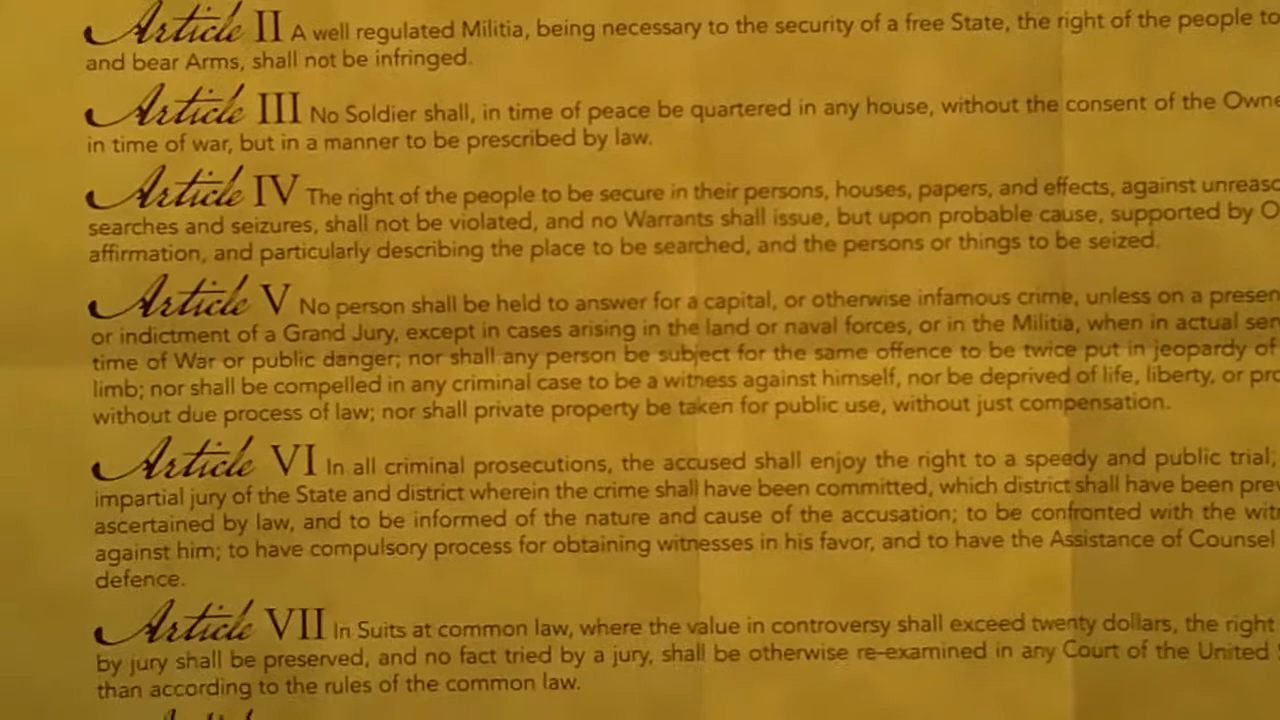 Article II A well regulated Militia, being necessary to the security of a free State, the right of the people to
and bear Arms, shall not be infringed.
Article III No Soldier shall, in time of peace be quartered in any house, without the consent of the Owne
in time of war, but in a manner to be prescribed by law.
Article IV The right of the people to be secure in their persons, houses, papers, and effects, against unreaso
searches and seizures, shall not be violated, and no Warrants shall issue, but upon probable cause, supported by O
affirmation, and particularly describing the place to be searched, and the persons or things to be seized.
Article V No person shall be held to answer for a capital, or otherwise infamous crime, unless on a presen
or indictment of a Grand Jury, except in cases arising in the land or naval forces, or in the Militia, when in actual ser
time of War or public danger; nor shall any person be subject for the same offence to be twice put in jeopardy of
limb; nor shall be compelled in any criminal case to be a witness against himself, nor be deprived of life, liberty, or pro
without due process of law; nor shall private property be taken for public use, without just compensation.
Article VI In all criminal prosecutions, the accused shall enjoy the right to a speedy and public trial,
impartial jury of the State and district wherein the crime shall have been committed, which district shall have been prev
ascertained by law, and to be informed of the nature and cause of the accusation; to be confronted with the witn
against him; to have compulsory process for obtaining witnesses in his favor, and to have the Assistance of Counsel
defence.
Article VII In Suits at common law, where the value in controversy shall exceed twenty dollars, the right
by jury shall be preserved, and no fact tried by a jury, shall be otherwise re-examined in any Court of the United
than according to the rules of the common law.